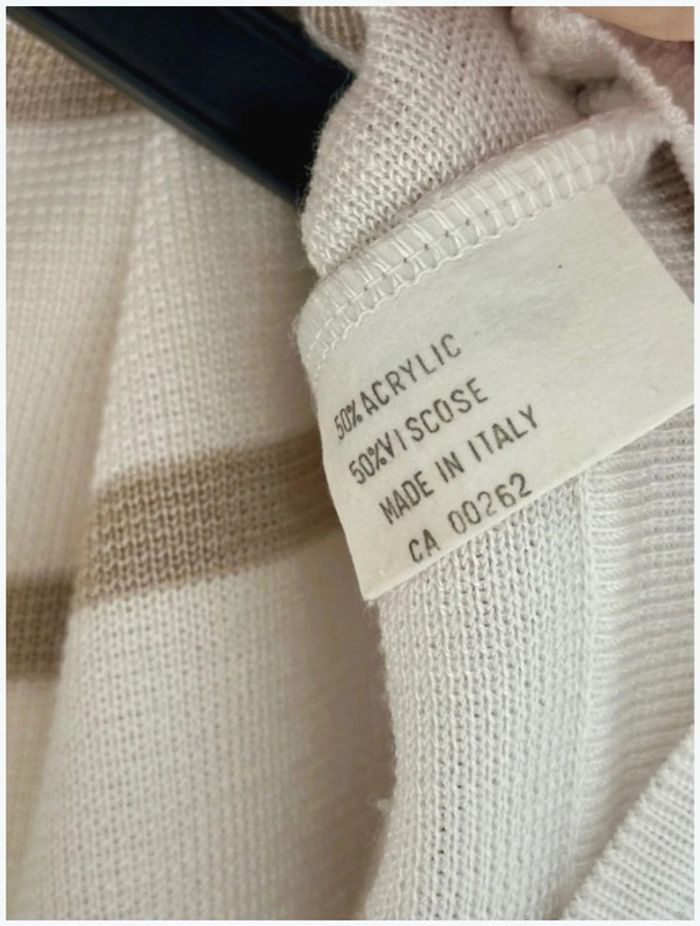 50% ACRYLIC
50% VISCOSE
MADE IN ITALY
CA 00262